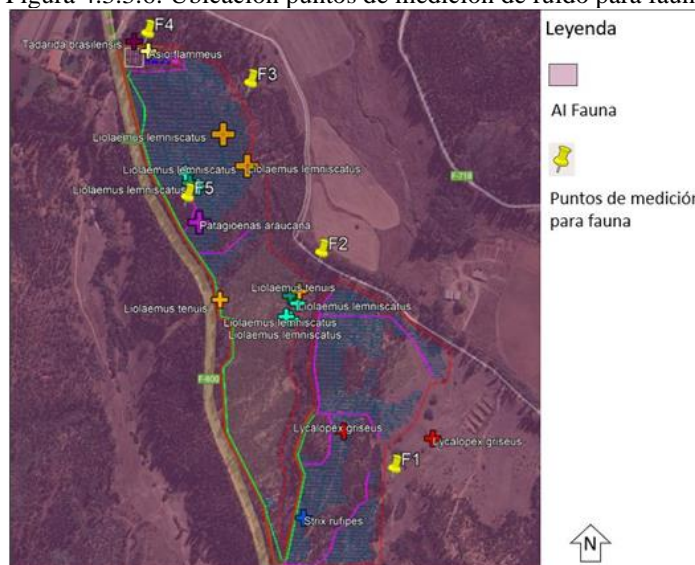 Figura 4.3.3.6. Ubicación puntos de medición de ruido para fauna
F4
Tadarida brasilensis
Asio flammeus
F3
Liolaemus lemniscatus
Liolaemus lemniscatus
Liolaemus lemniscatus
Liolaemus lemniscatus
F5
Patagioenas araucana
F-718
F2
Liolaemus tenuis
Liolaemus tenuis
Liolaemus lemniscatus
Liolaemus lemniscatus
Liolaemus lemniscatus
F-800
Lycalopex griseus
Lycalopex griseus
F1
Strix rufipes
Leyenda
AI Fauna
Puntos de medición
para fauna
N